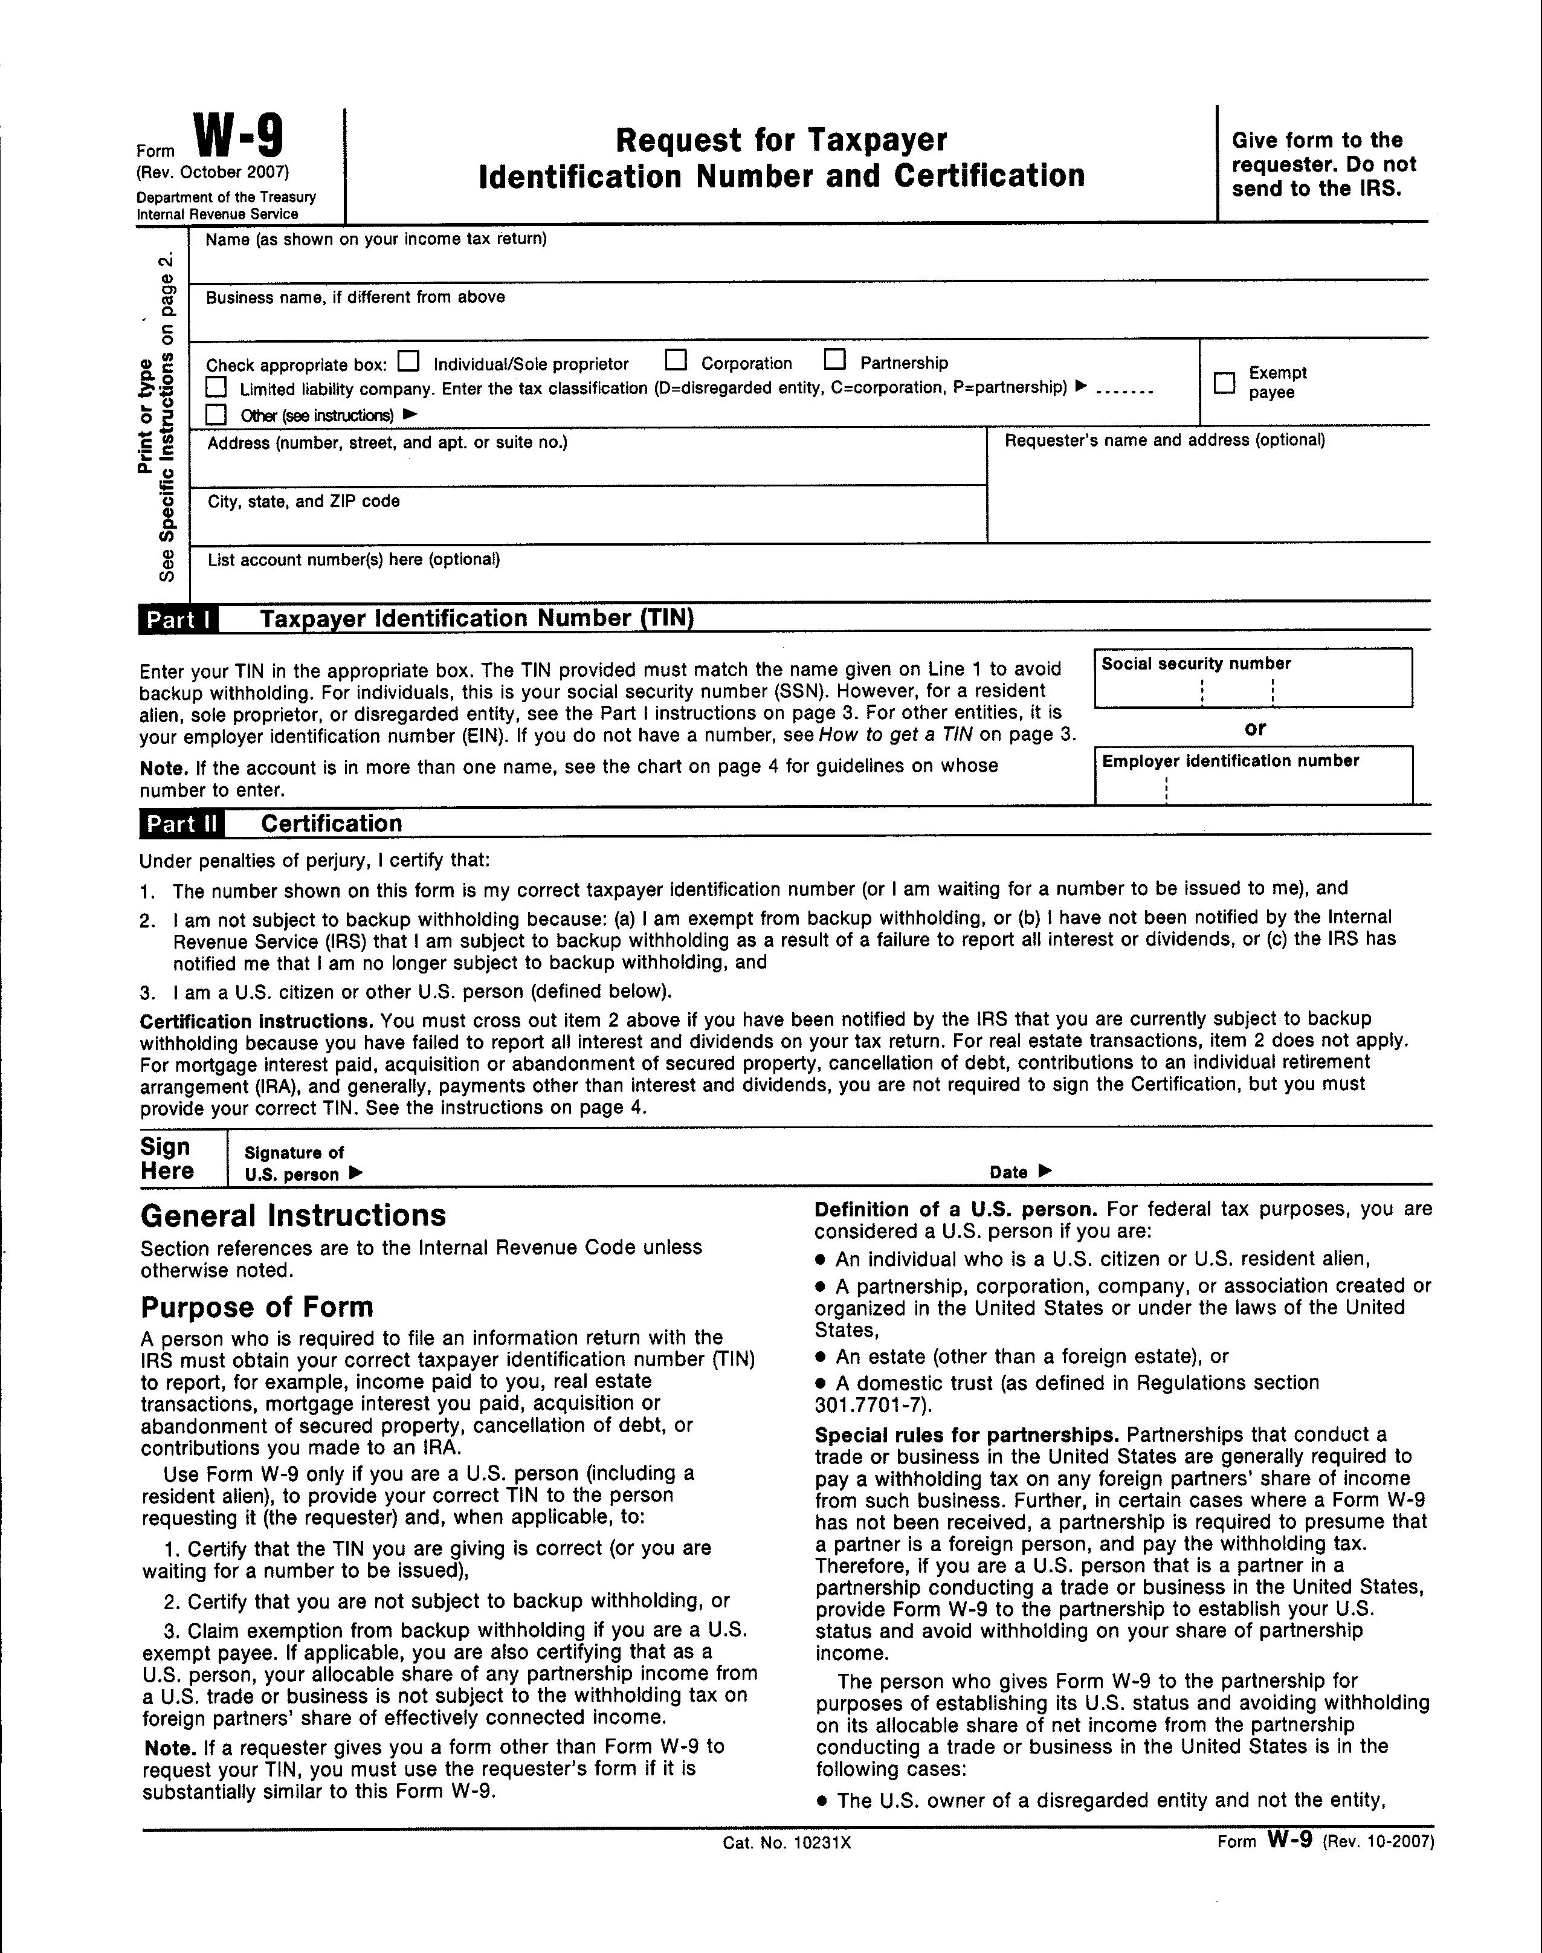 Form W-9
(Rev. October 2007)
Department of the Treasury
Internal Revenue Service
Request for Taxpayer
Identification Number and Certification
Give form to the
requester. Do not
send to the IRS.
Print or type
See Specific Instructions on page 2.
Name (as shown on your income tax return)
Business name, if different from above
Check appropriate box: Individual/Sole proprietor Corporation Partnership
Limited liability company. Enter the tax classification (D=disregarded entity, C=corporation, P=partnership) ▶ .......
Other (see instructions) ▶
Exempt
payee
Address (number, street, and apt. or suite no.)
Requester's name and address (optional)
City, state, and ZIP code
List account number(s) here (optional)
Part I Taxpayer Identification Number (TIN)
Enter your TIN in the appropriate box. The TIN provided must match the name given on Line 1 to avoid
backup withholding. For individuals, this is your social security number (SSN). However, for a resident
alien, sole proprietor, or disregarded entity, see the Part I instructions on page 3. For other entities, it is
your employer identification number (EIN). If you do not have a number, see How to get a TIN on page 3.
Note. If the account is in more than one name, see the chart on page 4 for guidelines on whose
number to enter.
Social security number
or
Employer identification number
Part II Certification
Under penalties of perjury, I certify that:
1. The number shown on this form is my correct taxpayer identification number (or I am waiting for a number to be issued to me), and
2. I am not subject to backup withholding because: (a) I am exempt from backup withholding, or (b) I have not been notified by the Internal
Revenue Service (IRS) that I am subject to backup withholding as a result of a failure to report all interest or dividends, or (c) the IRS has
notified me that I am no longer subject to backup withholding, and
3. I am a U.S. citizen or other U.S. person (defined below).
Certification instructions. You must cross out item 2 above if you have been notified by the IRS that you are currently subject to backup
withholding because you have failed to report all interest and dividends on your tax return. For real estate transactions, item 2 does not apply.
For mortgage interest paid, acquisition or abandonment of secured property, cancellation of debt, contributions to an individual retirement
arrangement (IRA), and generally, payments other than interest and dividends, you are not required to sign the Certification, but you must
provide your correct TIN. See the instructions on page 4.
Sign
Here
Signature of
U.S. person ▶
Date ▶
General Instructions
Section references are to the Internal Revenue Code unless
otherwise noted.
Purpose of Form
A person who is required to file an information return with the
IRS must obtain your correct taxpayer identification number (TIN)
to report, for example, income paid to you, real estate
transactions, mortgage interest you paid, acquisition or
abandonment of secured property, cancellation of debt, or
contributions you made to an IRA.
Use Form W-9 only if you are a U.S. person (including a
resident alien), to provide your correct TIN to the person
requesting it (the requester) and, when applicable, to:
1. Certify that the TIN you are giving is correct (or you are
waiting for a number to be issued),
2. Certify that you are not subject to backup withholding, or
3. Claim exemption from backup withholding if you are a U.S.
exempt payee. If applicable, you are also certifying that as a
U.S. person, your allocable share of any partnership income from
a U.S. trade or business is not subject to the withholding tax on
foreign partners' share of effectively connected income.
Note. If a requester gives you a form other than Form W-9 to
request your TIN, you must use the requester's form if it is
substantially similar to this Form W-9.
Definition of a U.S. person. For federal tax purposes, you are
considered a U.S. person if you are:
● An individual who is a U.S. citizen or U.S. resident alien,
● A partnership, corporation, company, or association created or
organized in the United States or under the laws of the United
States,
● An estate (other than a foreign estate), or
● A domestic trust (as defined in Regulations section
301.7701-7).
Special rules for partnerships. Partnerships that conduct a
trade or business in the United States are generally required to
pay a withholding tax on any foreign partners' share of income
from such business. Further, in certain cases where a Form W-9
has not been received, a partnership is required to presume that
a partner is a foreign person, and pay the withholding tax.
Therefore, if you are a U.S. person that is a partner in a
partnership conducting a trade or business in the United States,
provide Form W-9 to the partnership to establish your U.S.
status and avoid withholding on your share of partnership
income.
The person who gives Form W-9 to the partnership for
purposes of establishing its U.S. status and avoiding withholding
on its allocable share of net income from the partnership
conducting a trade or business in the United States is in the
following cases:
● The U.S. owner of a disregarded entity and not the entity,
Cat. No. 10231X
Form W-9 (Rev. 10-2007)